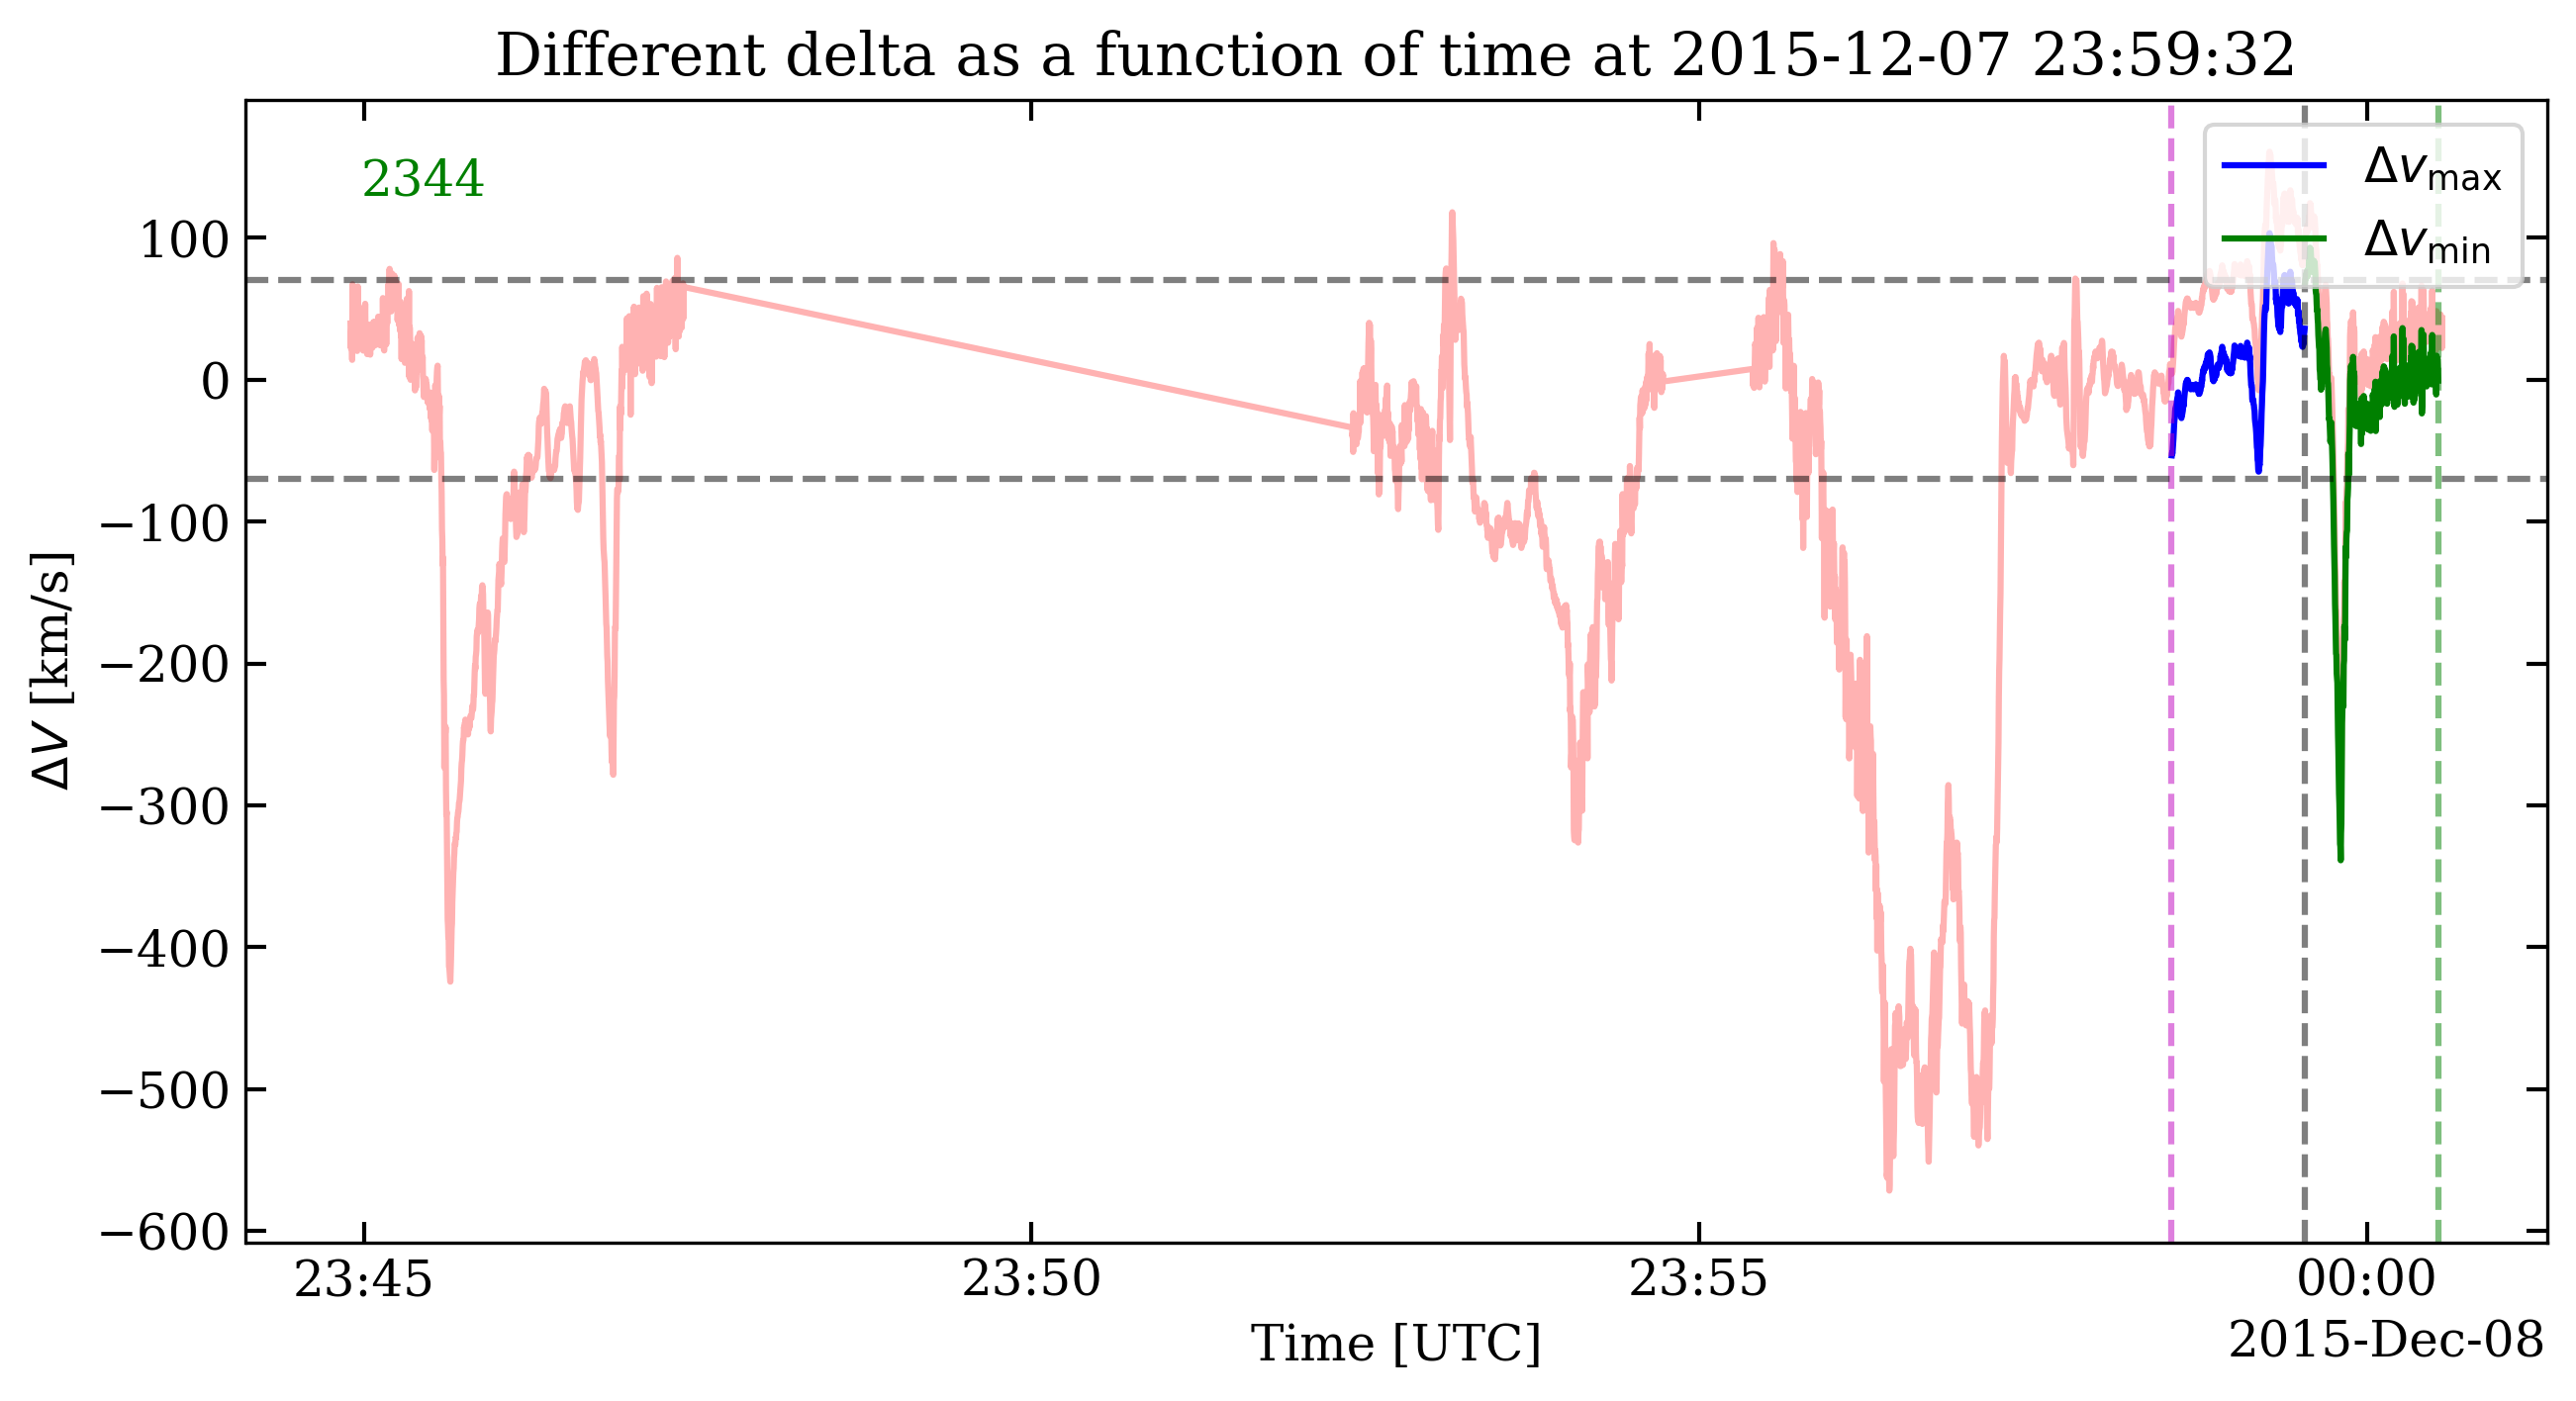 Different delta as a function of time at 2015-12-07 23:59:32
2344
Δv_max
Δv_min
100
0
−100
−200
−300
−400
−500
−600
ΔV [km/s]
23:45 23:50 23:55 00:00
2015-Dec-08
Time [UTC]